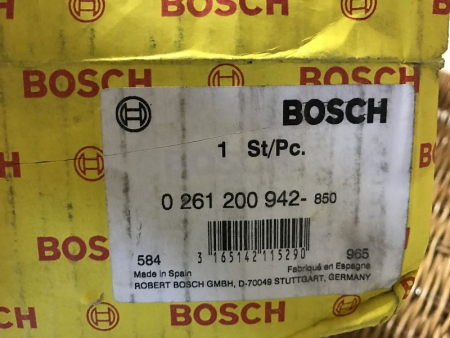 BOSCH
BOSCH
BOSCH
BOSCH
1 St/Pc.
0 261 200 942- 850
584
3 165142 115290
965
Made in Spain
Fabriqué en Espagne
ROBERT BOSCH GMBH, D-70049 STUTTGART, GERMANY
BOSCH
BOSCH
BOSCH